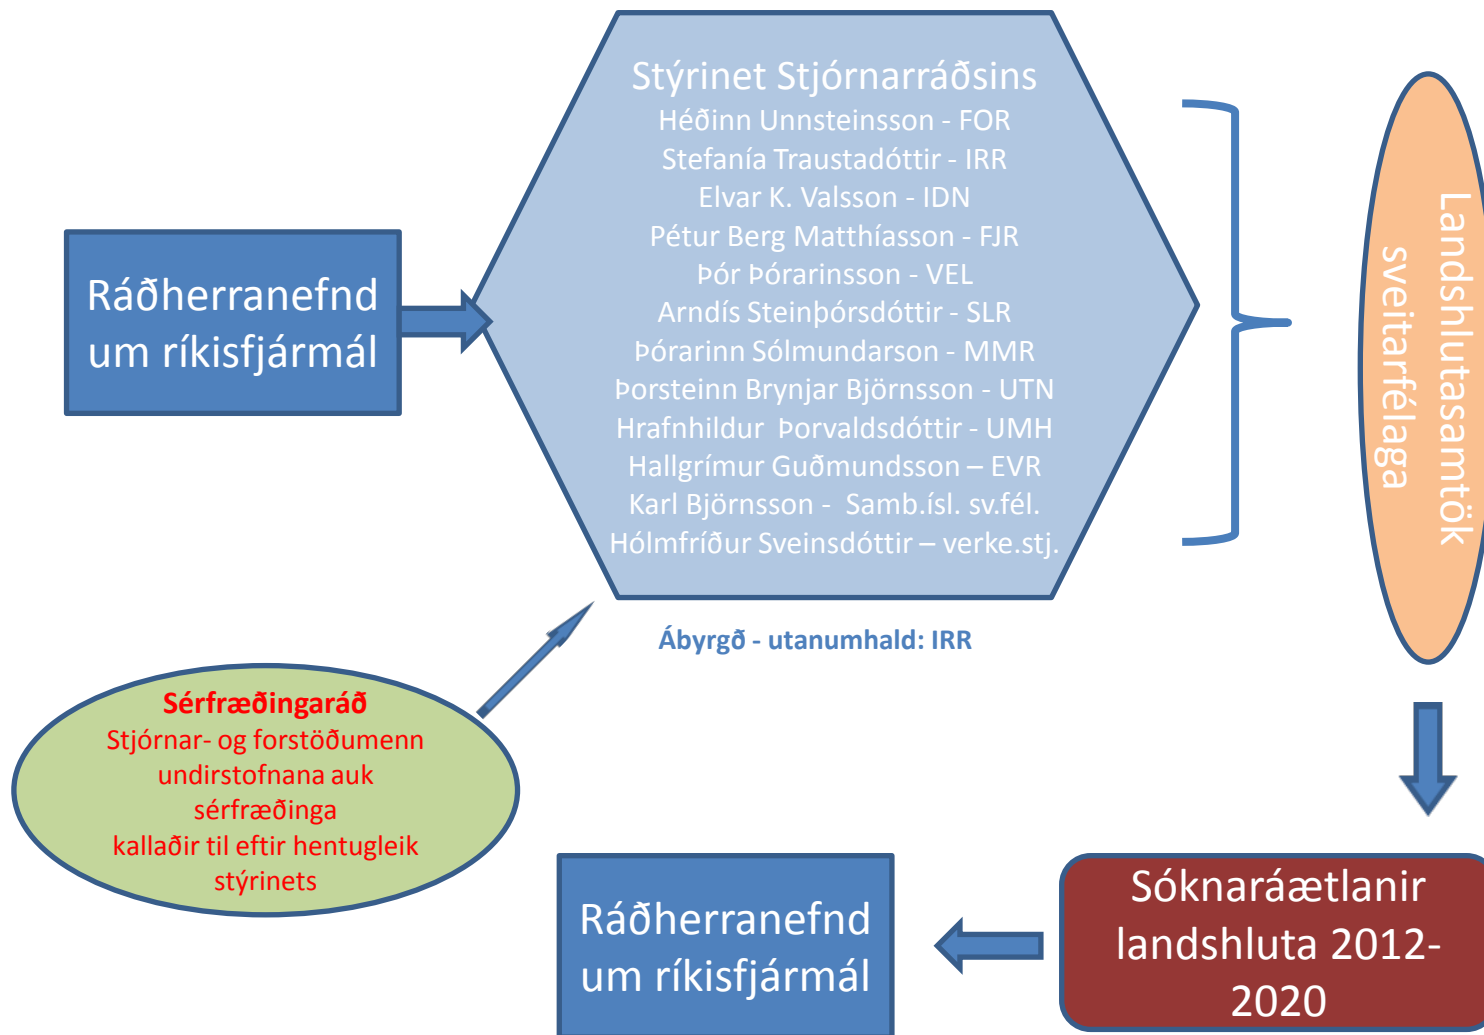 Ráðherranefnd
um ríkisfjármál
Stýrinet Stjórnarráðsins
Héðinn Unnsteinsson - FOR
Stefanía Traustadóttir - IRR
Elvar K. Valsson - IDN
Pétur Berg Matthíasson - FJR
Þór Þórarinsson - VEL
Arndís Steinþórsdóttir - SLR
Þórarinn Sólmundarson - MMR
Þorsteinn Brynjar Björnsson - UTN
Hrafnhildur Þorvaldsdóttir - UMH
Hallgrímur Guðmundsson – EVR
Karl Björnsson - Samb.ísl. sv.fél.
Hólmfríður Sveinsdóttir – verke.stj.
Ábyrgð - utanumhald: IRR
Landshlutasamtök
sveitarfélaga
Sérfræðingaráð
Stjórnar- og forstöðumenn
undirstofnana auk
sérfræðinga
kallaðir til eftir hentugleik
stýrinets
Sóknaráætlanir
landshluta 2012-
2020
Ráðherranefnd
um ríkisfjármál